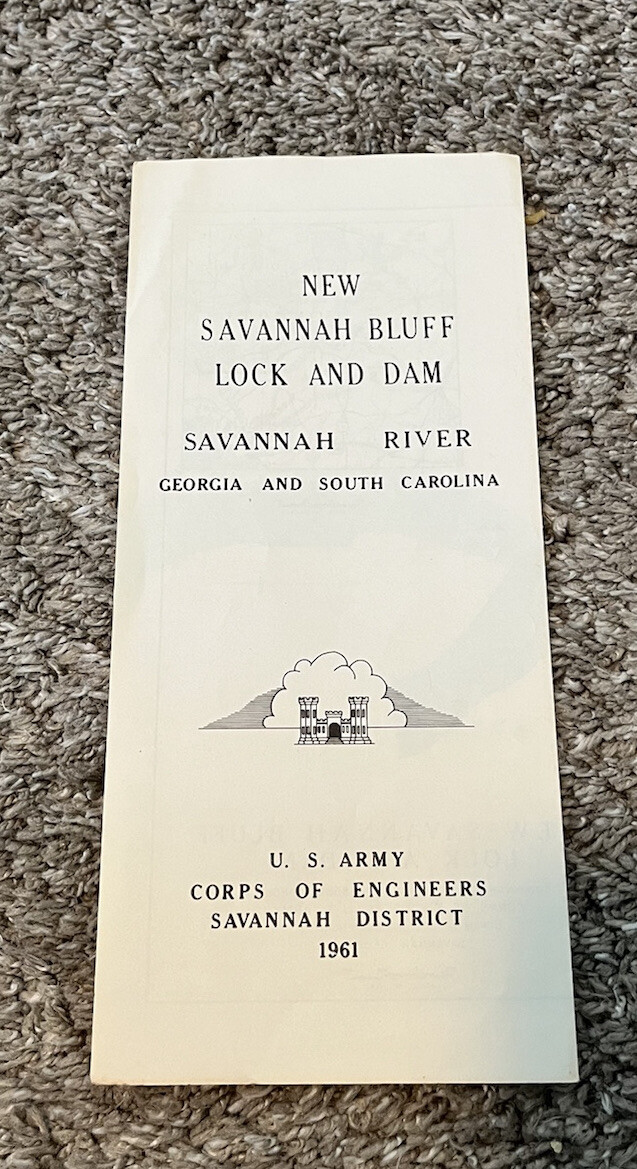 NEW
SAVANNAH BLUFF
LOCK AND DAM
SAVANNAH RIVER
GEORGIA AND SOUTH CAROLINA
U. S. ARMY
CORPS OF ENGINEERS
SAVANNAH DISTRICT
1961